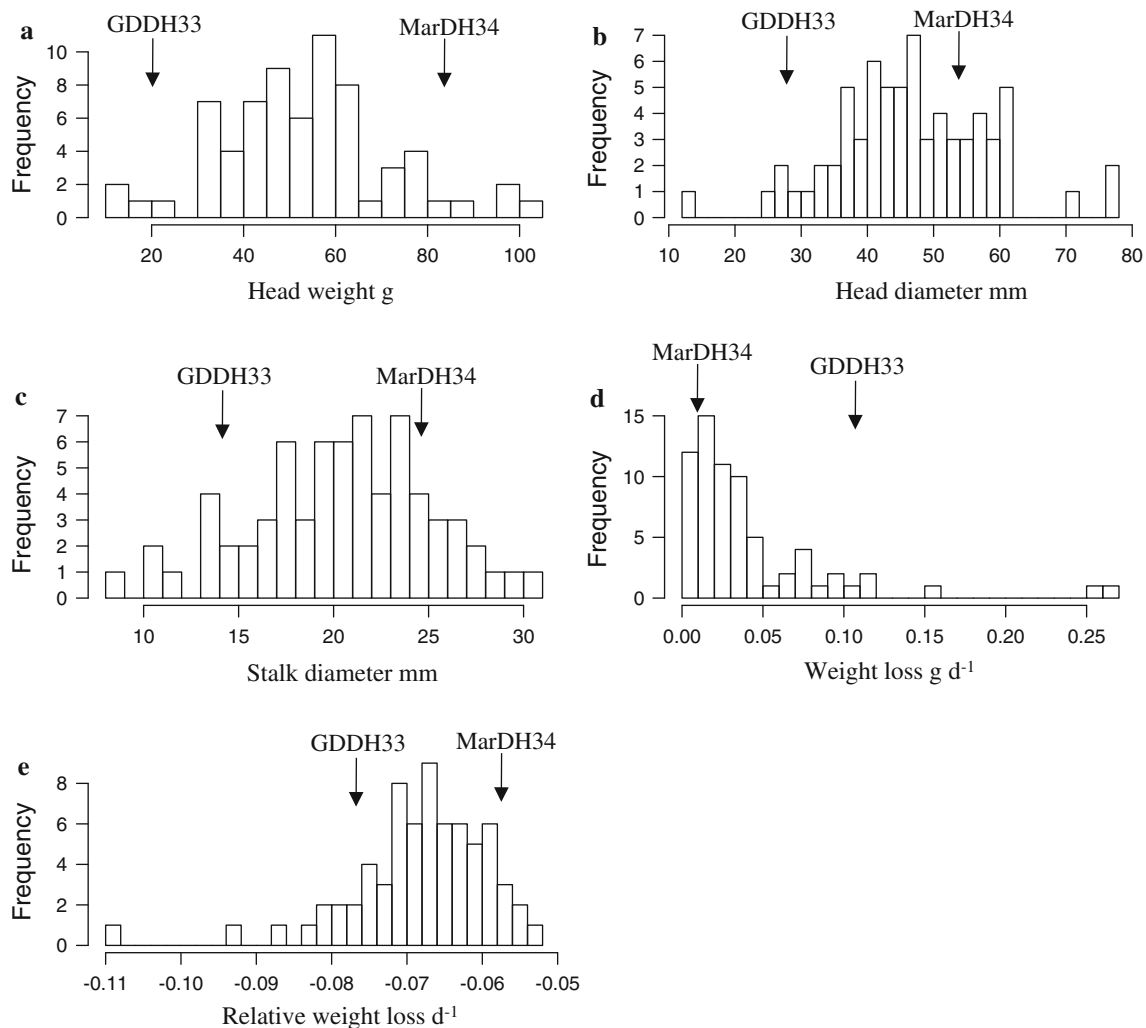 a
GDDH33
MarDH34
Frequency
10
8
6
4
2
0
20 40 60 80 100
Head weight g
b
GDDH33
MarDH34
Frequency
7
6
5
4
3
2
1
0
10 20 30 40 50 60 70 80
Head diameter mm
c
GDDH33
MarDH34
Frequency
7
6
5
4
3
2
1
0
10 15 20 25 30
Stalk diameter mm
d
MarDH34
GDDH33
Frequency
15
10
5
0
0.00 0.05 0.10 0.15 0.20 0.25
Weight loss g d-1
e
GDDH33
MarDH34
Frequency
8
6
4
2
0
-0.11 -0.10 -0.09 -0.08 -0.07 -0.06 -0.05
Relative weight loss d-1